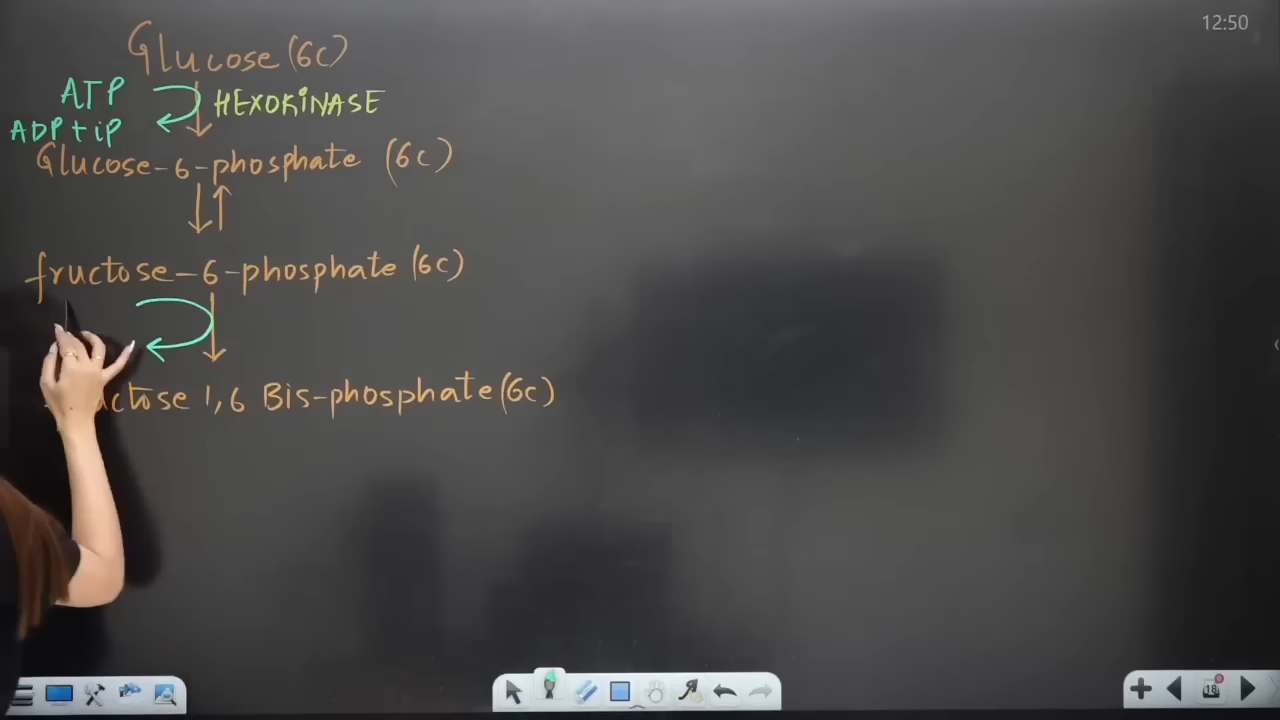 12:50
Glucose (6c)
ATP HEXOKINASE
ADP + iP
Glucose-6-phosphate (6c)
fructose-6-phosphate (6c)
1,6 Bis-phosphate (6c)
18